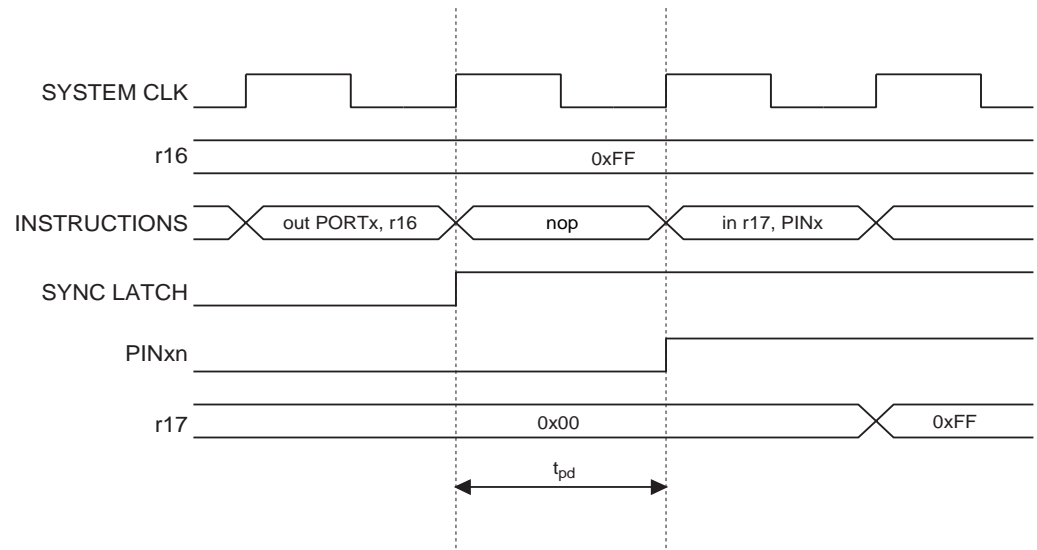 SYSTEM CLK
r16
0xFF
INSTRUCTIONS
out PORTx, r16
nop
in r17, PINx
SYNC LATCH
PINxn
r17
0x00
0xFF
tpd